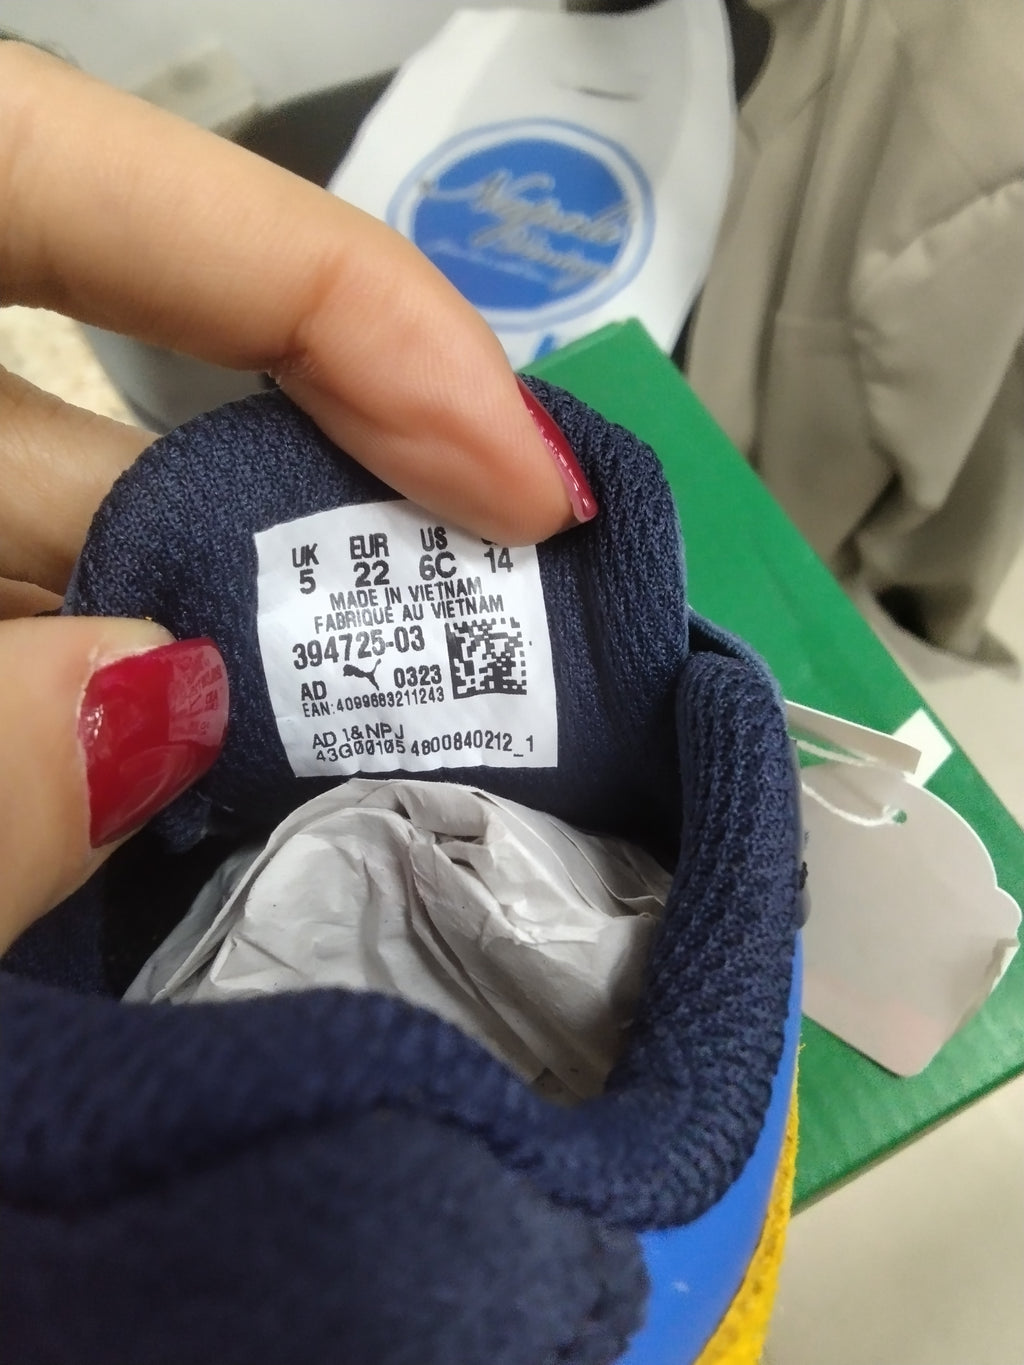 UK EUR US
5 22 6C 14
MADE IN VIETNAM
FABRIQUE AU VIETNAM
394725-03
AD 0323
EAN:4099683211243
AD 1&NPJ
43G00105 4800840212_1